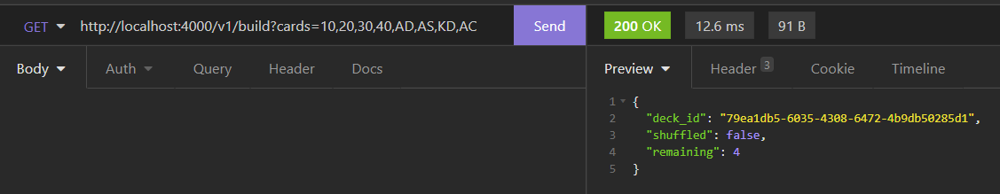 GET http://localhost:4000/v1/build?cards=10,20,30,40,AD,AS,KD,AC Send 200 OK 12.6 ms 91 B
Body Auth Query Header Docs Preview Header 3 Cookie Timeline
1 {
2 "deck_id": "79ea1db5-6035-4308-6472-4b9db50285d1",
3 "shuffled": false,
4 "remaining": 4
5 }